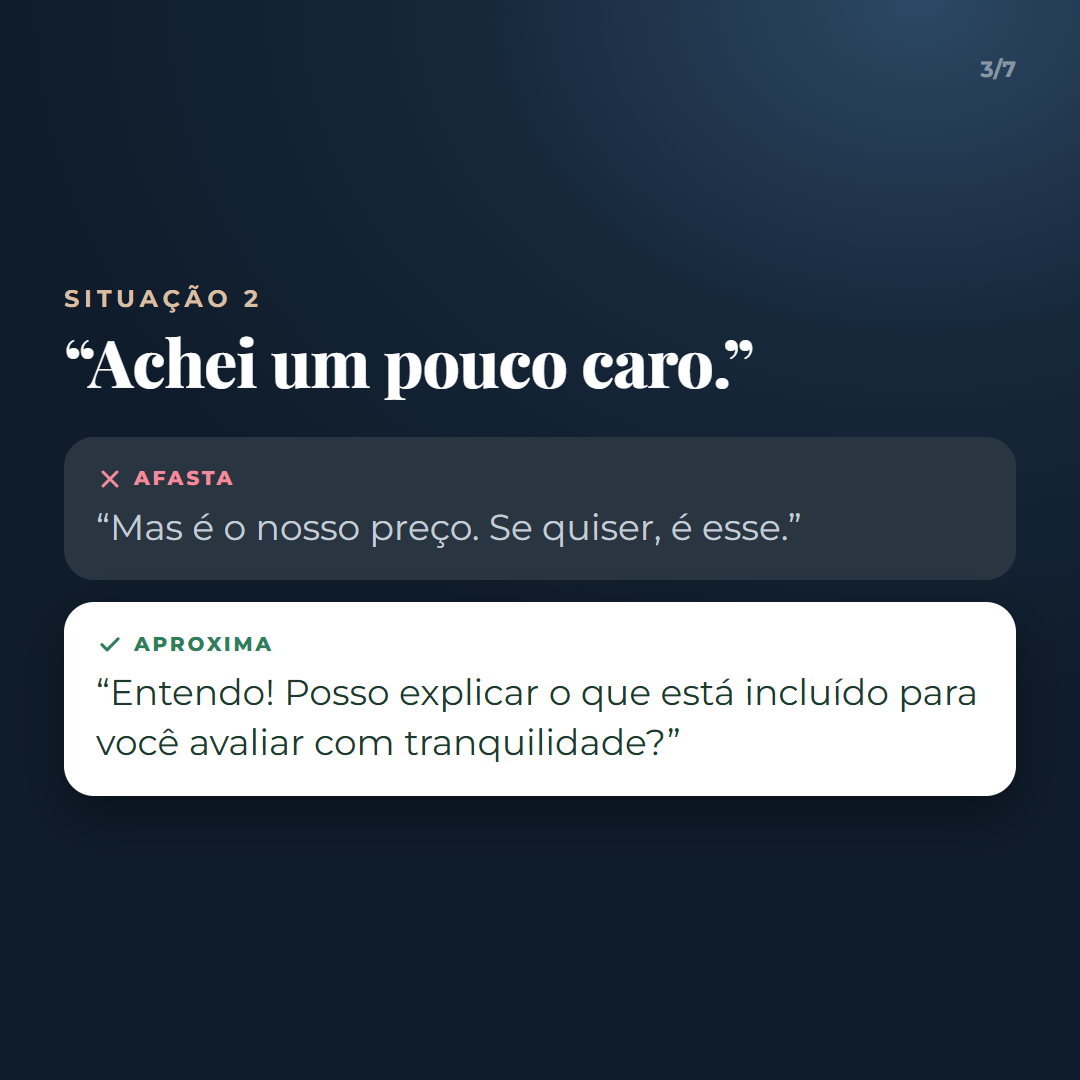 3/7
SITUAÇÃO 2
“Achei um pouco caro.”
AFASTA
“Mas é o nosso preço. Se quiser, é esse.”
APROXIMA
“Entendo! Posso explicar o que está incluído para
você avaliar com tranquilidade?”